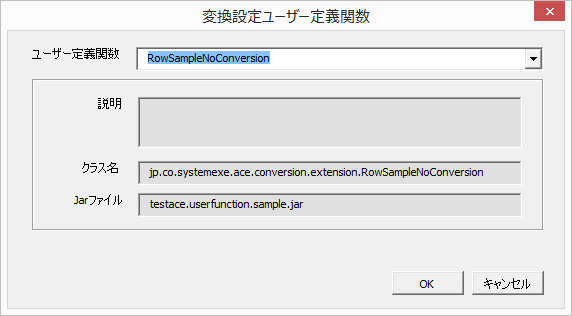 変換設定ユーザー定義関数
ユーザー定義関数 RowSampleNoConversion
説明
クラス名 jp.co.systemexe.ace.conversion.extension.RowSampleNoConversion
Jarファイル testace.userfunction.sample.jar
OK キャンセル